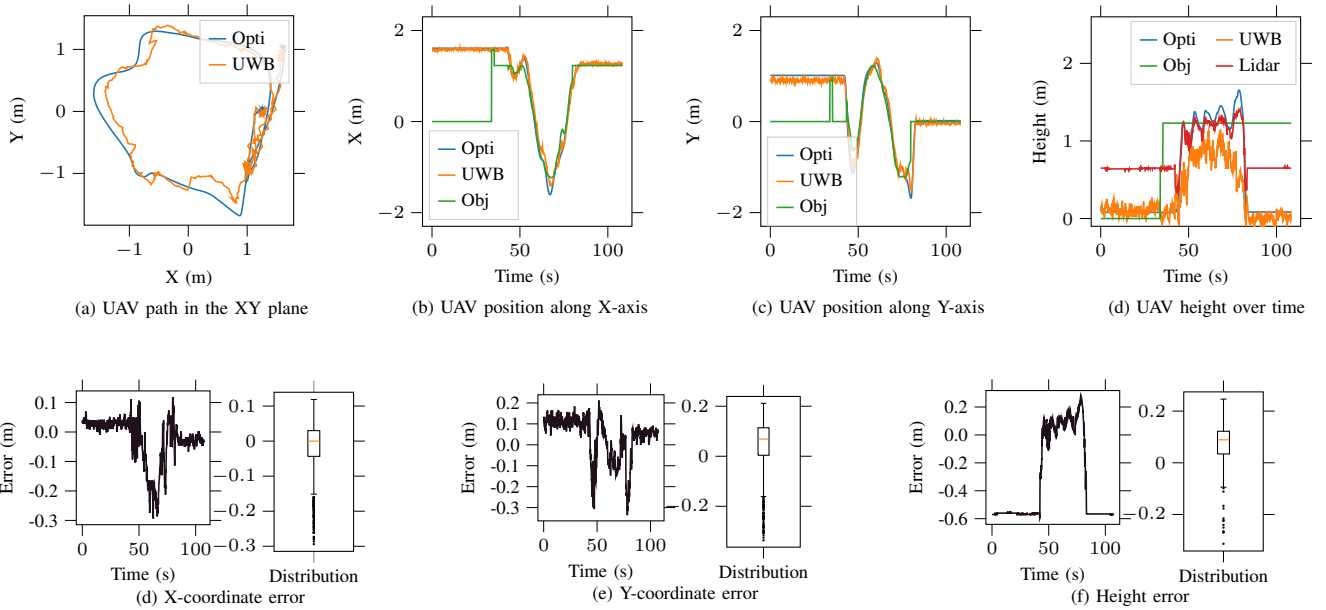 Opti
UWB
1
0
−1
Y (m)
−1
0
1
X (m)
(a) UAV path in the XY plane
2
0
−2
X (m)
Opti
UWB
Obj
0
50
100
Time (s)
(b) UAV position along X-axis
2
0
−2
Y (m)
Opti
UWB
Obj
0
50
100
Time (s)
(c) UAV position along Y-axis
2
1
0
Height (m)
Opti
UWB
Obj
Lidar
0
50
100
Time (s)
(d) UAV height over time
0.1
0.0
-0.1
-0.2
-0.3
Error (m)
0
50
100
Time (s)
0.1
0
−0.1
−0.2
−0.3
Distribution
(d) X-coordinate error
0.2
0.1
0.0
-0.1
-0.2
-0.3
Error (m)
0
50
100
Time (s)
0.2
0
−0.2
Distribution
(e) Y-coordinate error
0.2
0.0
-0.2
-0.4
-0.6
Error (m)
0
50
100
Time (s)
0.2
0
−0.2
Distribution
(f) Height error